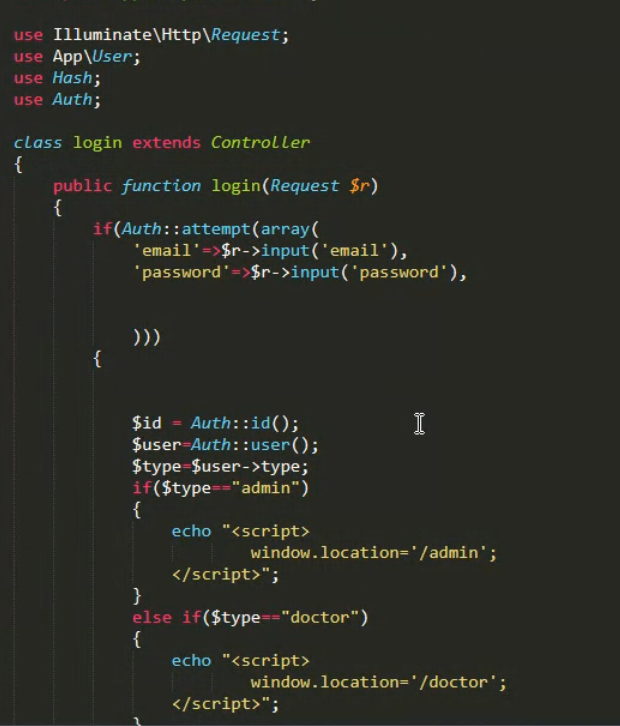 use Illuminate\Http\Request;
use App\User;
use Hash;
use Auth;
class login extends Controller
{
public function login(Request $r)
{
if(Auth::attempt(array(
'email'=>$r->input('email'),
'password'=>$r->input('password'),
)))
{
$id = Auth::id();
$user=Auth::user();
$type=$user->type;
if($type=="admin")
{
echo "<script>
window.location='/admin';
</script>";
}
else if($type=="doctor")
{
echo "<script>
window.location='/doctor';
</script>";
}